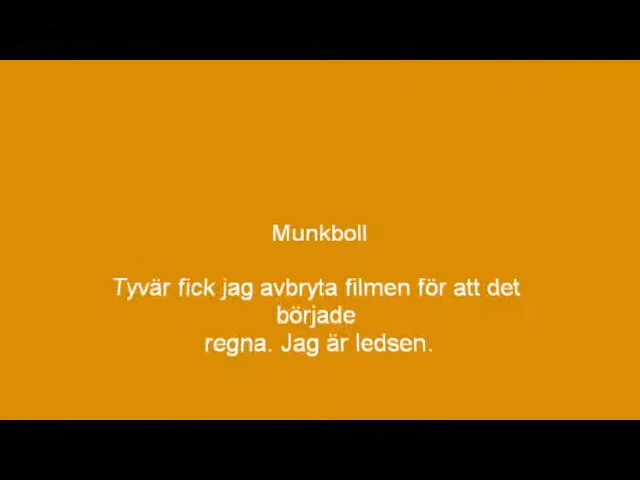 Munkboll
Tyvär fick jag avbryta filmen för att det
började
regna. Jag är ledsen.